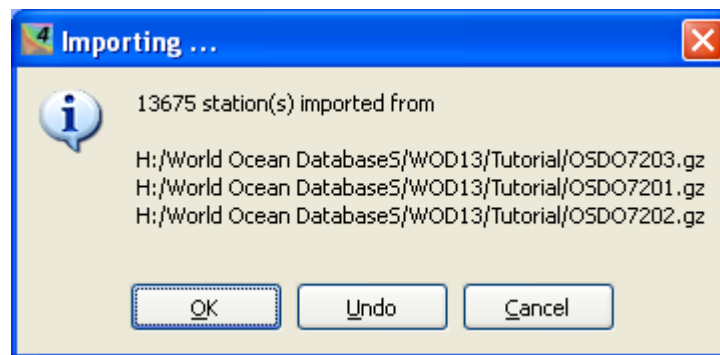 4 Importing ...
13675 station(s) imported from
H:/World Ocean DatabaseS/WOD13/Tutorial/OSDO7203.gz
H:/World Ocean DatabaseS/WOD13/Tutorial/OSDO7201.gz
H:/World Ocean DatabaseS/WOD13/Tutorial/OSDO7202.gz
OK Undo Cancel